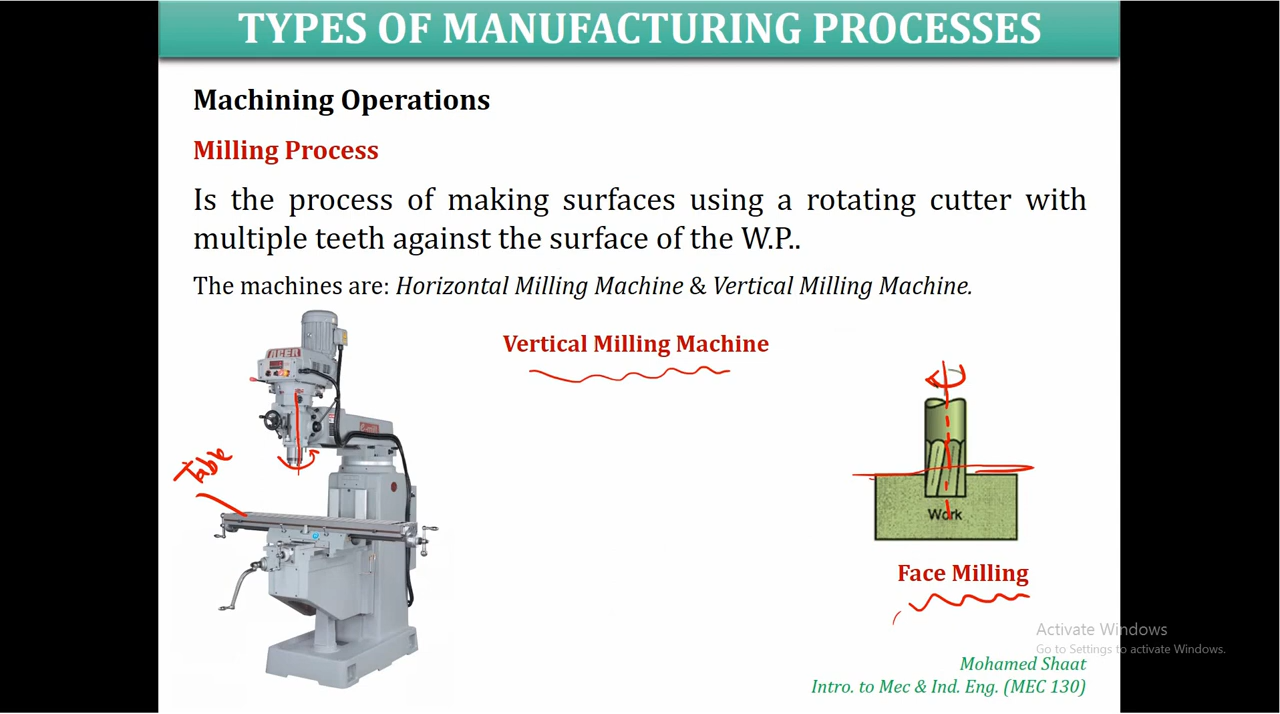 TYPES OF MANUFACTURING PROCESSES
Machining Operations
Milling Process
Is the process of making surfaces using a rotating cutter with
multiple teeth against the surface of the W.P..
The machines are: Horizontal Milling Machine & Vertical Milling Machine.
Vertical Milling Machine
ACER
Table
Work
Face Milling
Activate Windows
Go to Settings to activate Windows.
Mohamed Shaat
Intro. to Mec & Ind. Eng. (MEC 130)